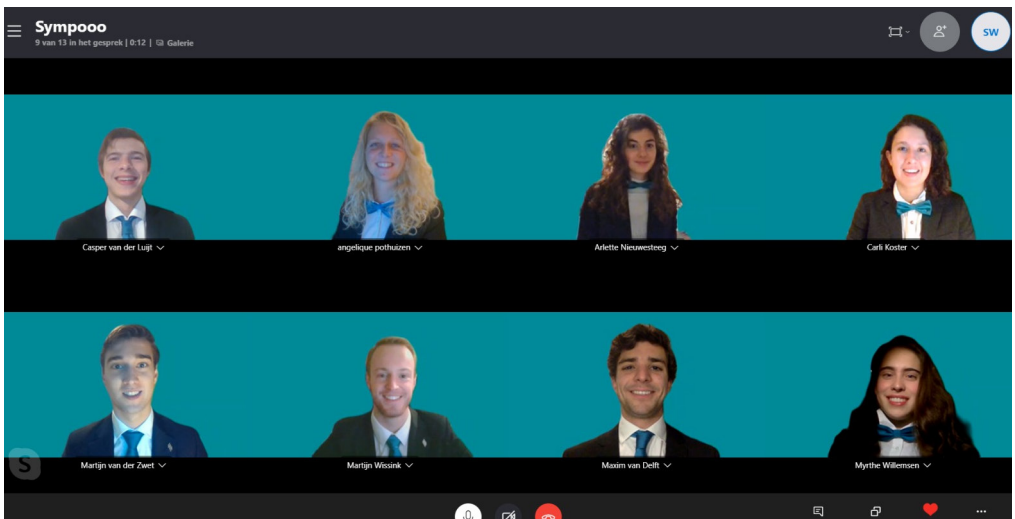 Sympooo
9 van 13 in het gesprek | 0:12 | Galerie
SW
Casper van der Luijt
angelique pothuizen
Arlette Nieuwesteeg
Carli Koster
Martijn van der Zwet
Martijn Wissink
Maxim van Delft
Myrthe Willemsen
S